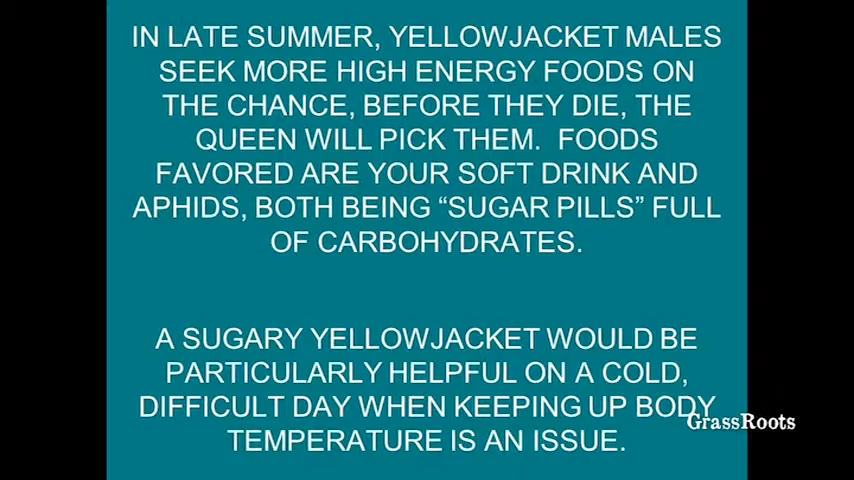 IN LATE SUMMER, YELLOWJACKET MALES
SEEK MORE HIGH ENERGY FOODS ON
THE CHANCE, BEFORE THEY DIE, THE
QUEEN WILL PICK THEM.  FOODS
FAVORED ARE YOUR SOFT DRINK AND
APHIDS, BOTH BEING “SUGAR PILLS” FULL
OF CARBOHYDRATES.
A SUGARY YELLOWJACKET WOULD BE
PARTICULARLY HELPFUL ON A COLD,
DIFFICULT DAY WHEN KEEPING UP BODY
TEMPERATURE IS AN ISSUE.
GrassRoots